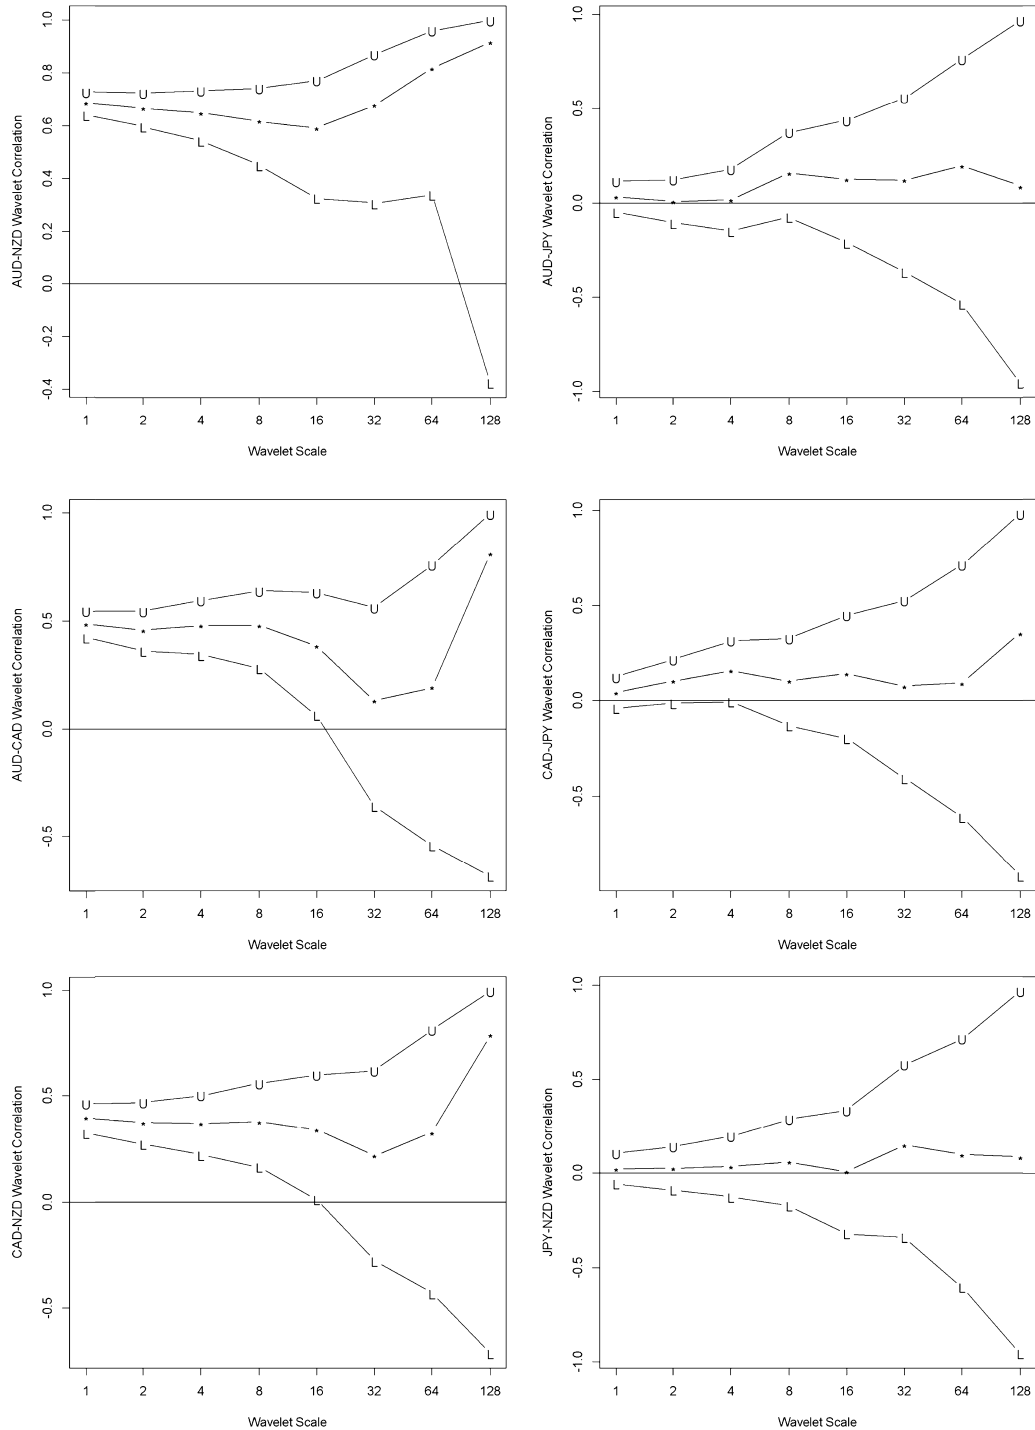 AUD-NZD Wavelet Correlation
1.0
0.8
0.6
0.4
0.2
0.0
-0.2
-0.4
U U U U U U U U
* * * * * * * *
L L L L L L L L
1 2 4 8 16 32 64 128
Wavelet Scale
AUD-JPY Wavelet Correlation
1.0
0.5
0.0
-0.5
-1.0
U U U U U U U U
* * * * * * * *
L L L L L L L L
1 2 4 8 16 32 64 128
Wavelet Scale
AUD-CAD Wavelet Correlation
1.0
0.5
0.0
-0.5
U U U U U U U U
* * * * * * * *
L L L L L L L L
1 2 4 8 16 32 64 128
Wavelet Scale
CAD-JPY Wavelet Correlation
1.0
0.5
0.0
-0.5
U U U U U U U U
* * * * * * * *
L L L L L L L L
1 2 4 8 16 32 64 128
Wavelet Scale
CAD-NZD Wavelet Correlation
1.0
0.5
0.0
-0.5
U U U U U U U U
* * * * * * * *
L L L L L L L L
1 2 4 8 16 32 64 128
Wavelet Scale
JPY-NZD Wavelet Correlation
1.0
0.5
0.0
-0.5
-1.0
U U U U U U U U
* * * * * * * *
L L L L L L L L
1 2 4 8 16 32 64 128
Wavelet Scale